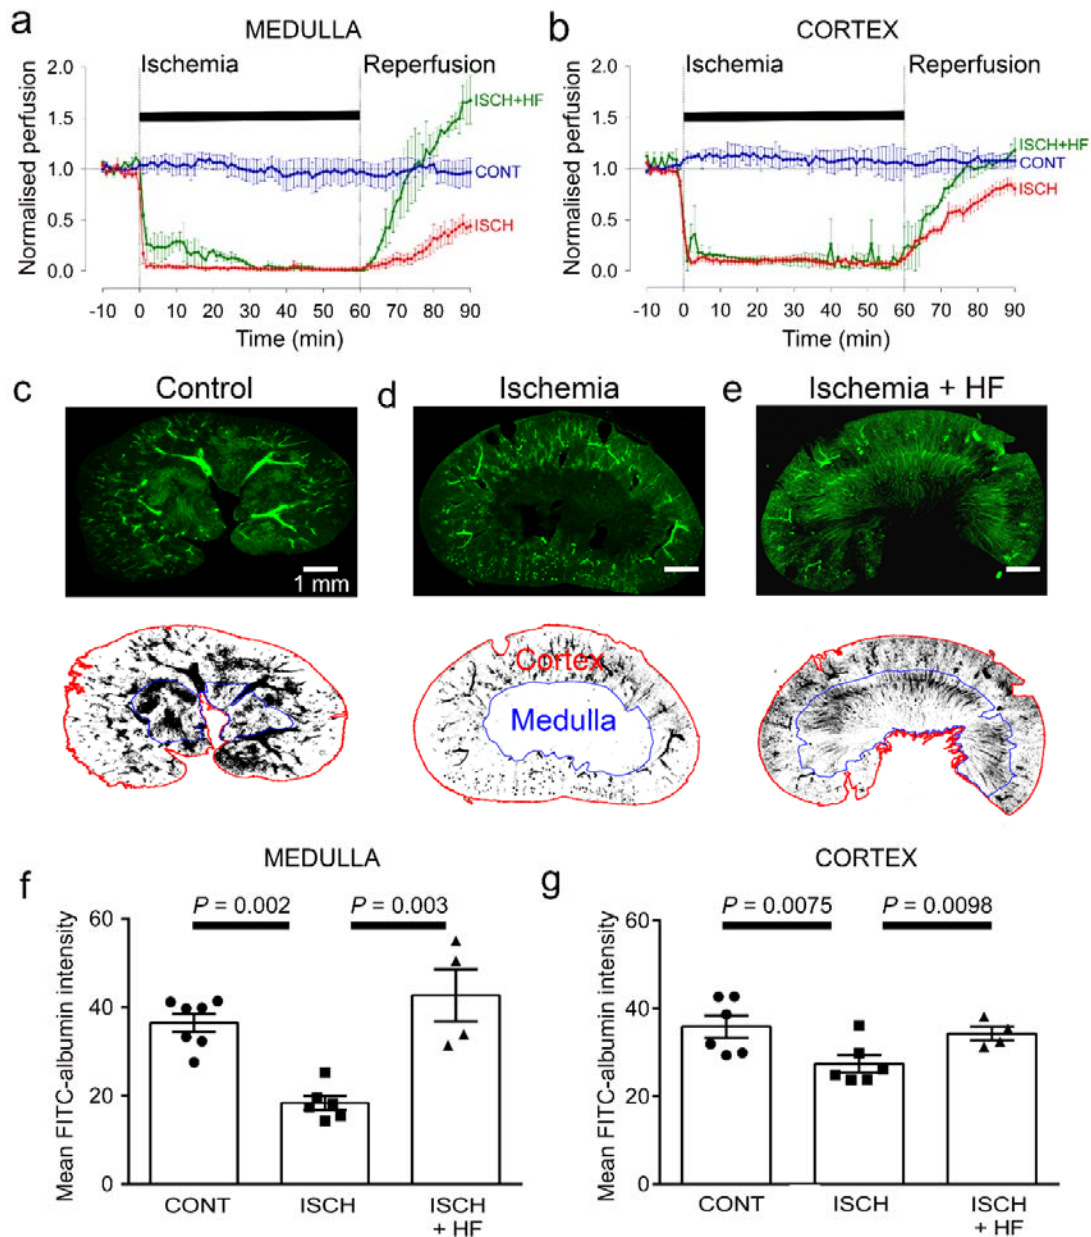 a
MEDULLA
Ischemia
Reperfusion
Normalised perfusion
2.0
1.5
1.0
0.5
0.0
ISCH+HF
CONT
ISCH
-10 0 10 20 30 40 50 60 70 80 90
Time (min)
b
CORTEX
Ischemia
Reperfusion
Normalised perfusion
2.0
1.5
1.0
0.5
0.0
ISCH+HF
CONT
ISCH
-10 0 10 20 30 40 50 60 70 80 90
Time (min)
c
Control
1 mm
d
Ischemia
Cortex
Medulla
e
Ischemia + HF
f
MEDULLA
P = 0.002
P = 0.003
Mean FITC-albumin intensity
60
40
20
0
CONT
ISCH
ISCH
+ HF
g
CORTEX
P = 0.0075
P = 0.0098
Mean FITC-albumin intensity
60
40
20
0
CONT
ISCH
ISCH
+ HF